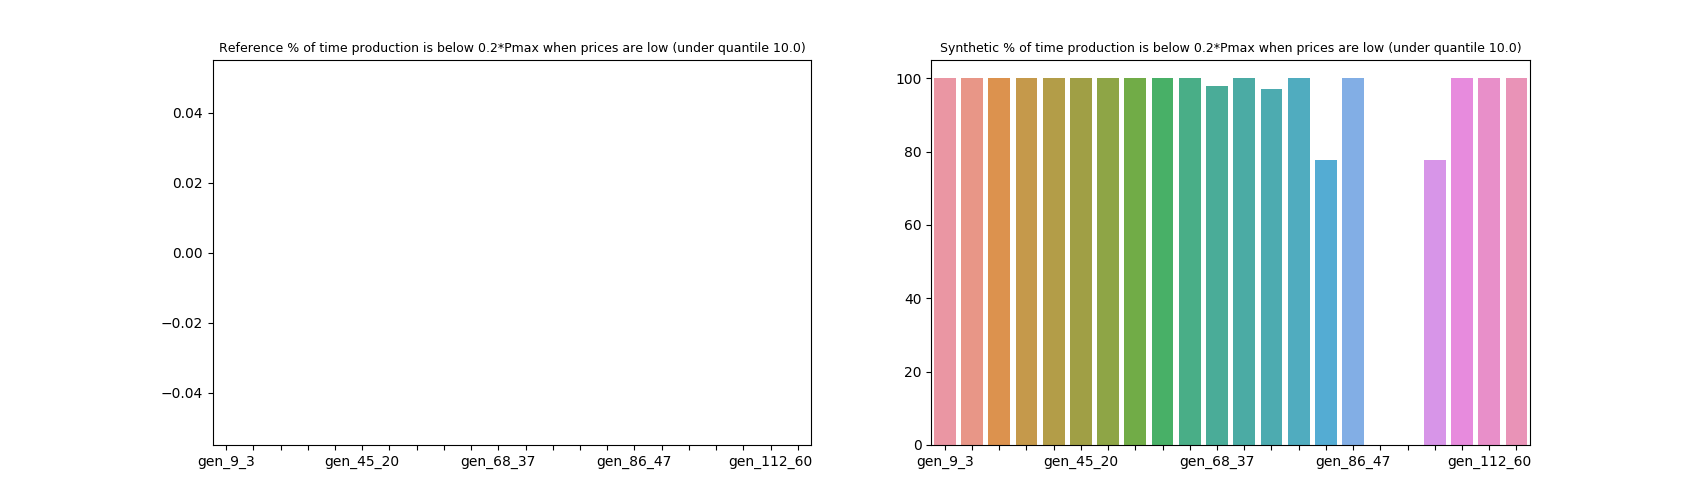 Reference % of time production is below 0.2*Pmax when prices are low (under quantile 10.0)
0.04
0.02
0.00
−0.02
−0.04
gen_9_3 gen_45_20 gen_68_37 gen_86_47 gen_112_60
Synthetic % of time production is below 0.2*Pmax when prices are low (under quantile 10.0)
100
80
60
40
20
0
gen_9_3 gen_45_20 gen_68_37 gen_86_47 gen_112_60